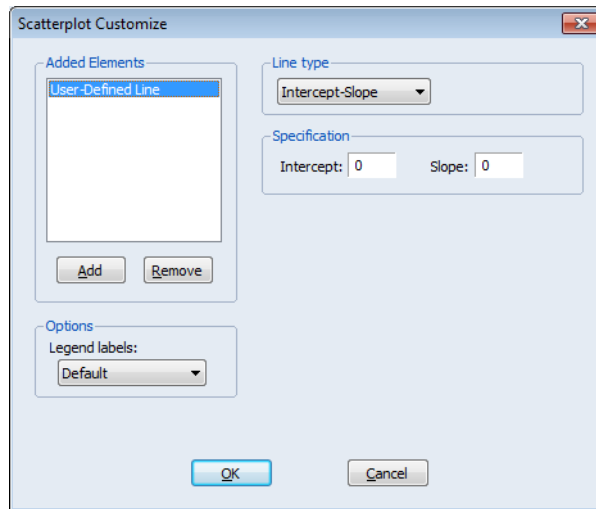 Scatterplot Customize
Added Elements
User-Defined Line
Add
Remove
Options
Legend labels:
Default
Line type
Intercept-Slope
Specification
Intercept: 0 Slope: 0
OK
Cancel